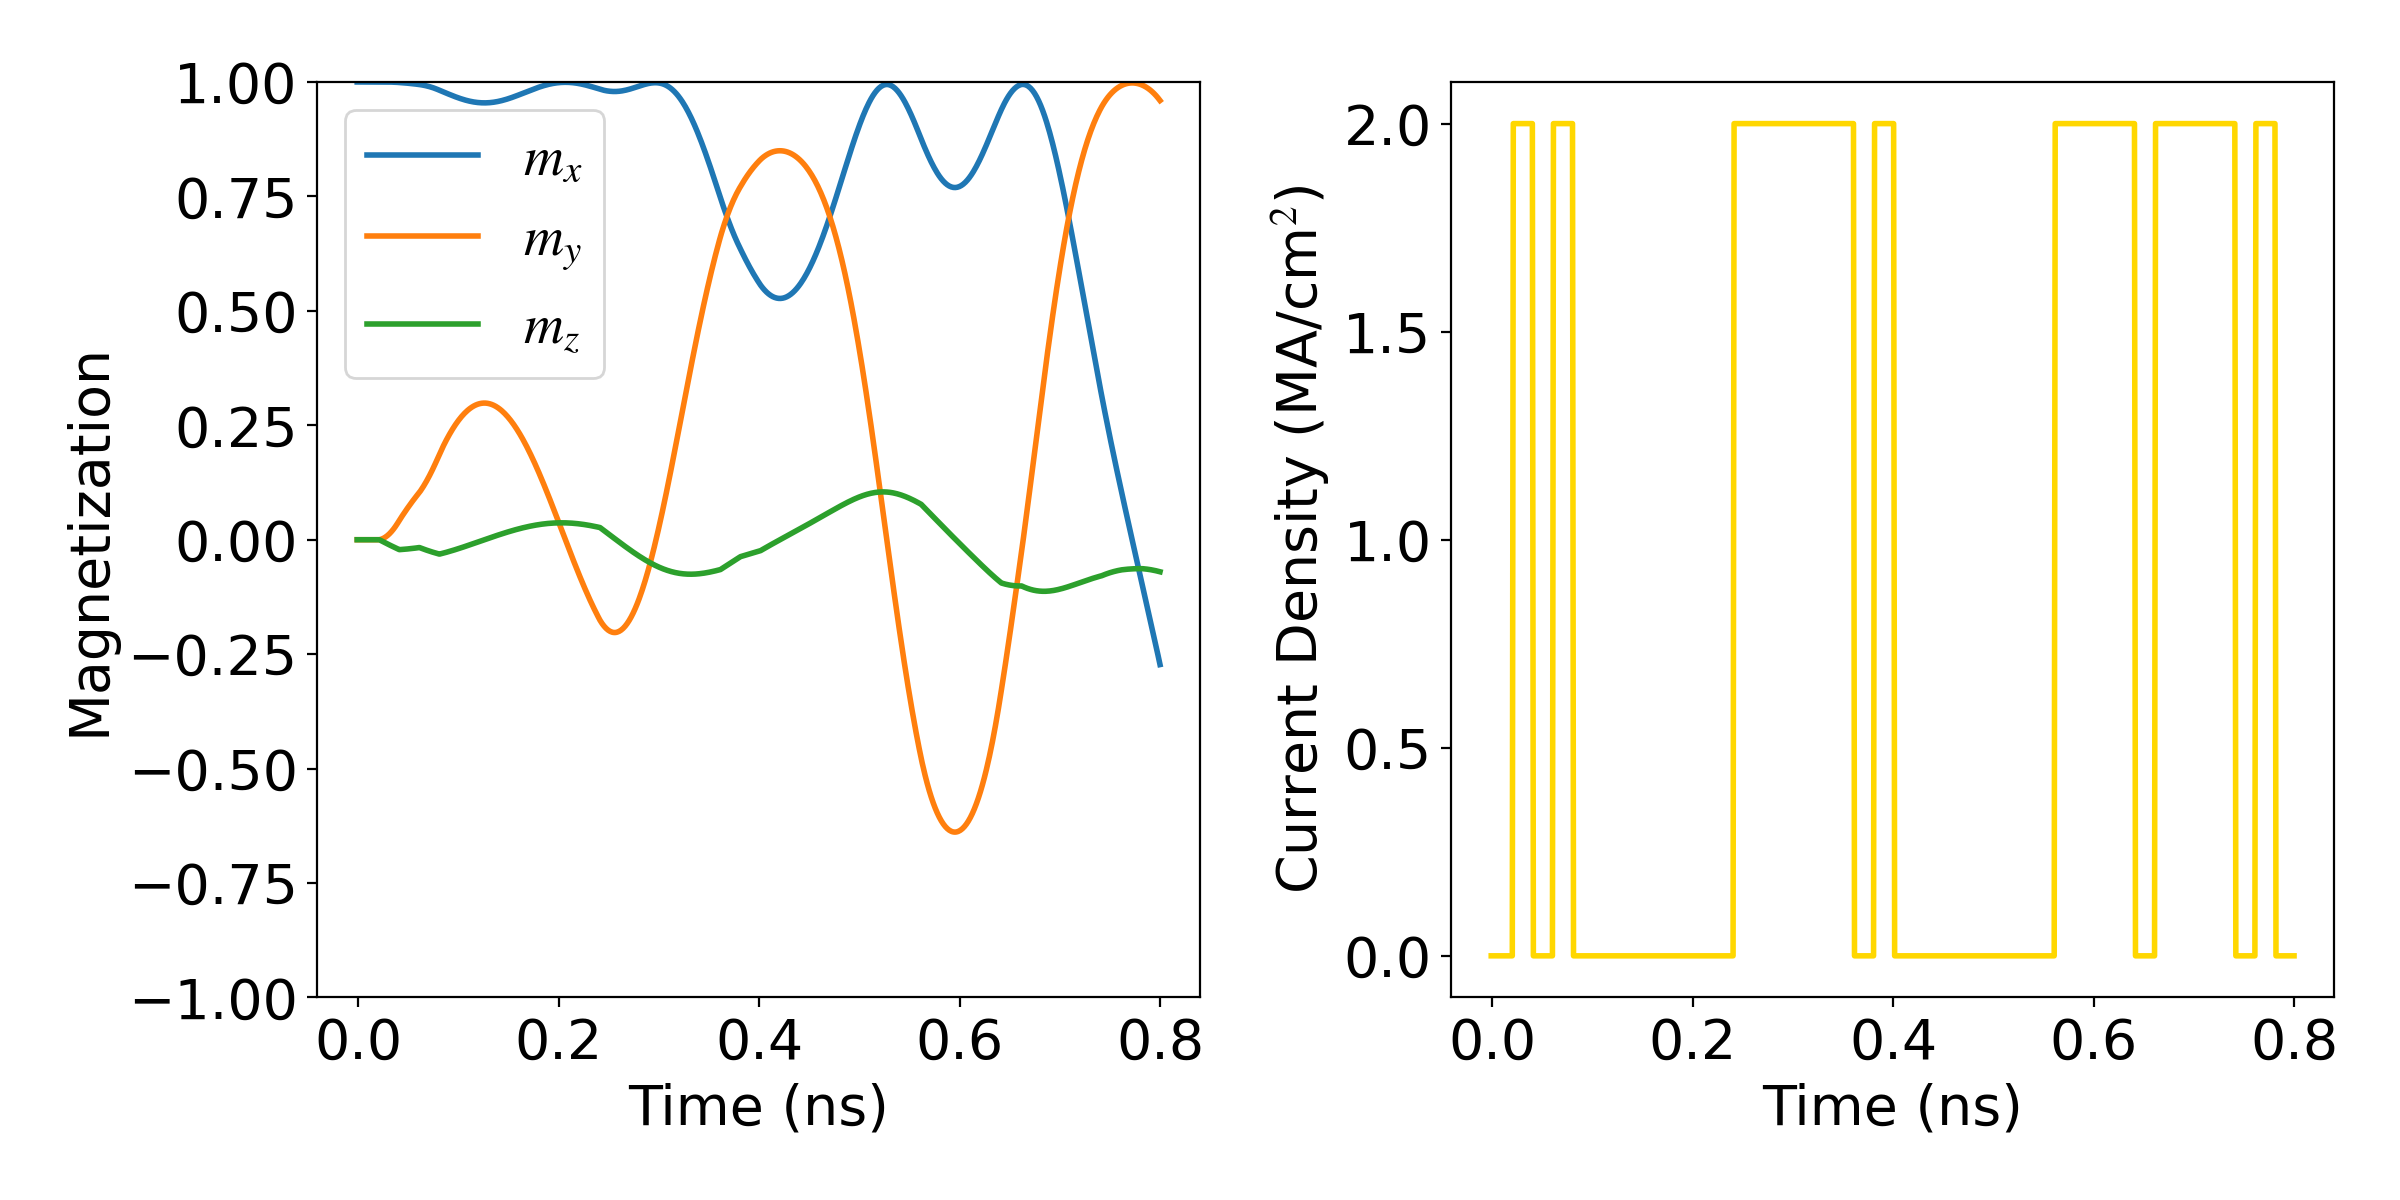 1.00
0.75
0.50
0.25
0.00
−0.25
−0.50
−0.75
−1.00
Magnetization
m_x
m_y
m_z
0.0 0.2 0.4 0.6 0.8
Time (ns)
2.0
1.5
1.0
0.5
0.0
Current Density (MA/cm²)
0.0 0.2 0.4 0.6 0.8
Time (ns)